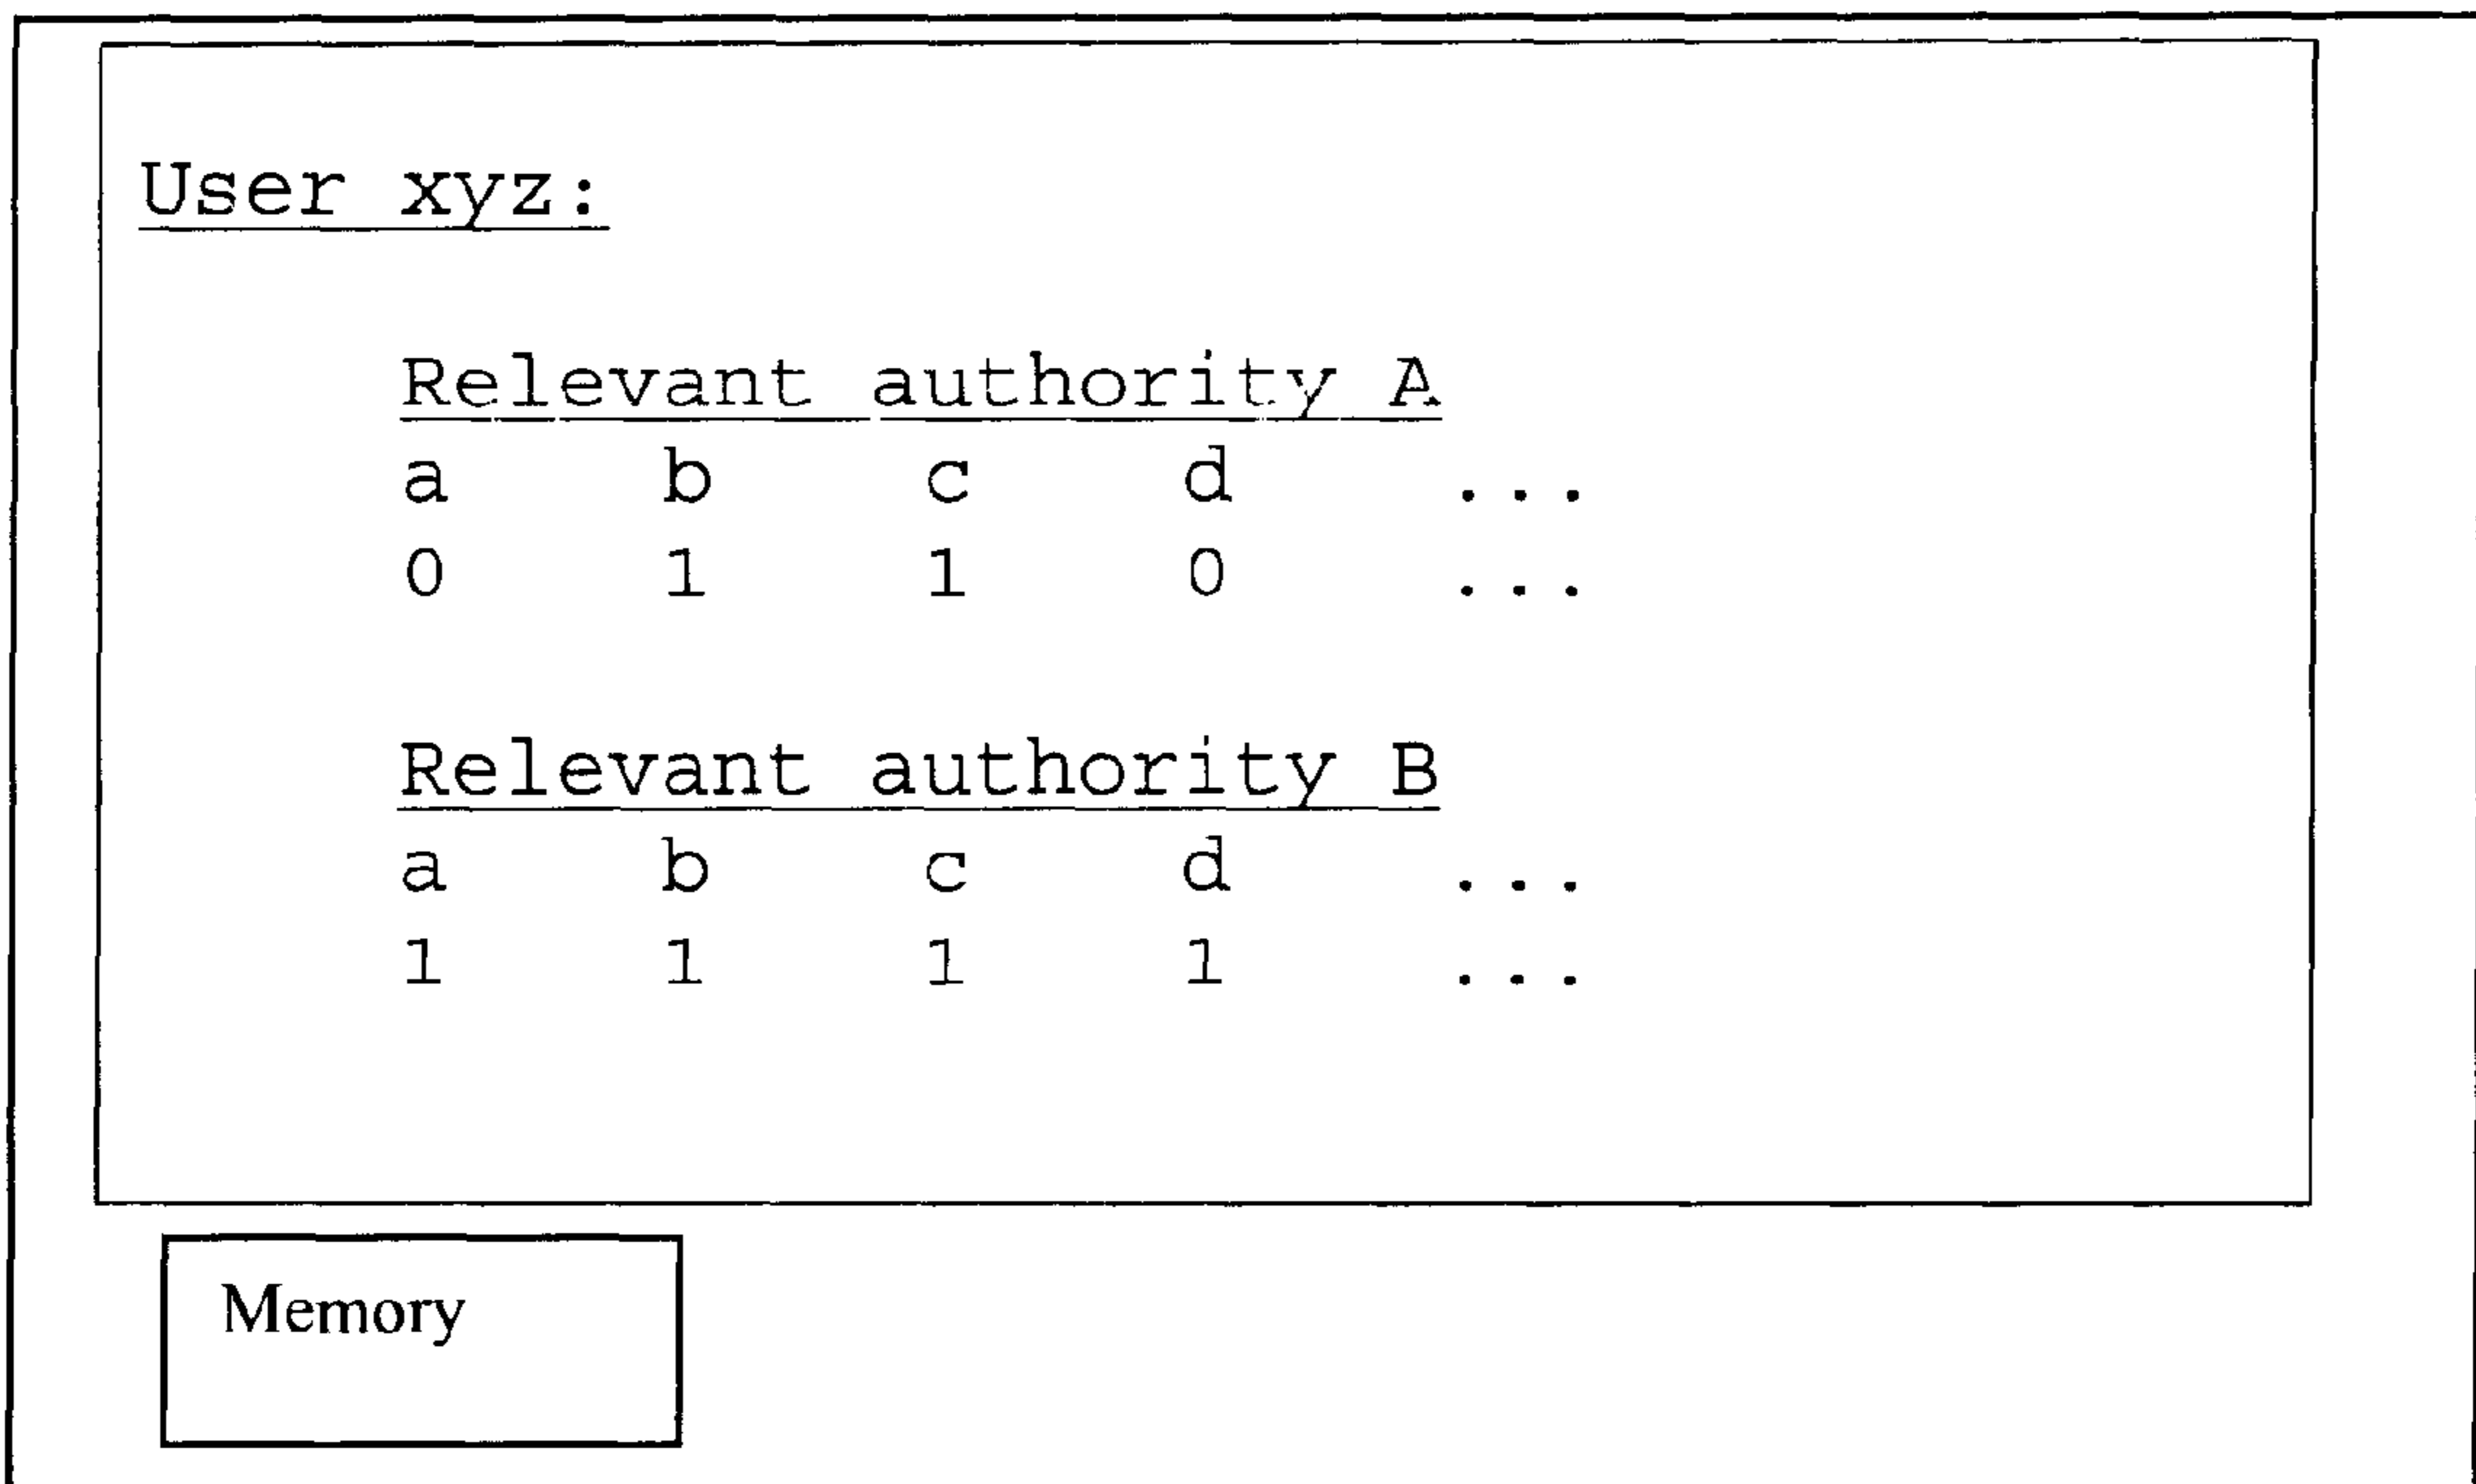 User xyz:
Relevant authority A
a b c d ...
0 1 1 0 ...
Relevant authority B
a b c d ...
1 1 1 1 ...
Memory